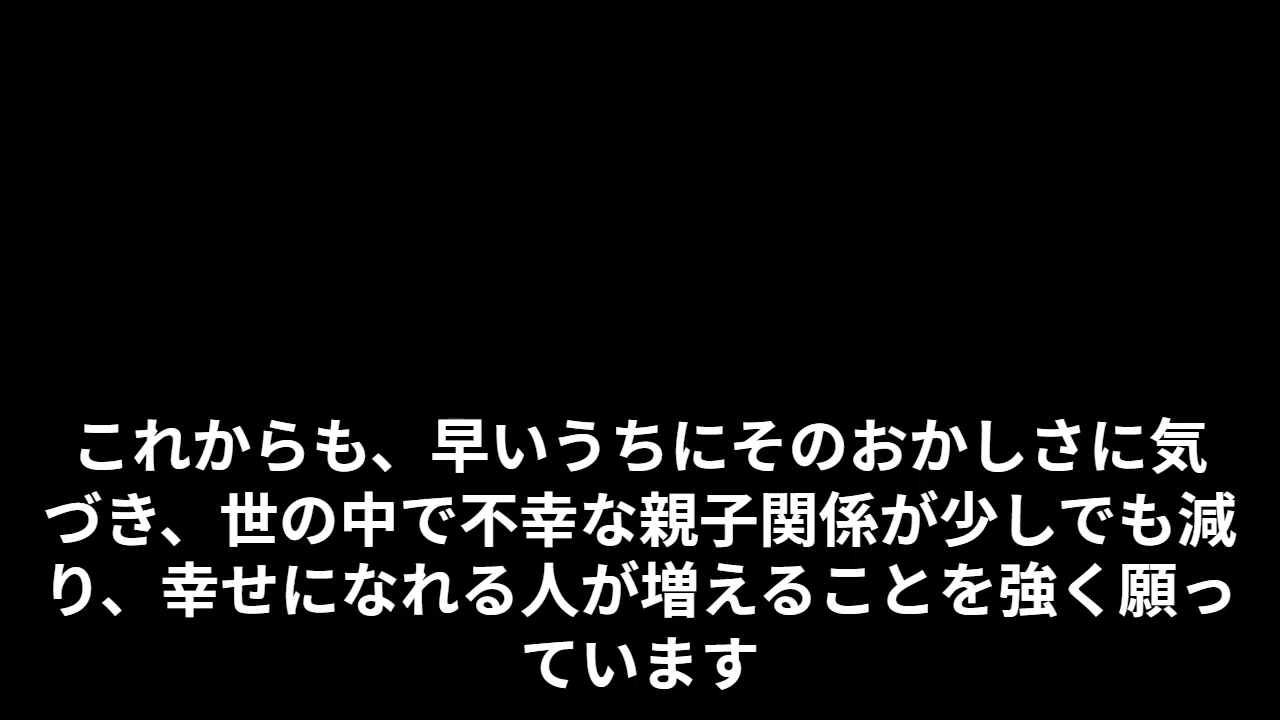 これからも、早いうちにそのおかしさに気
づき、世の中で不幸な親子関係が少しでも減
り、幸せになれる人が増えることを強く願っ
ています